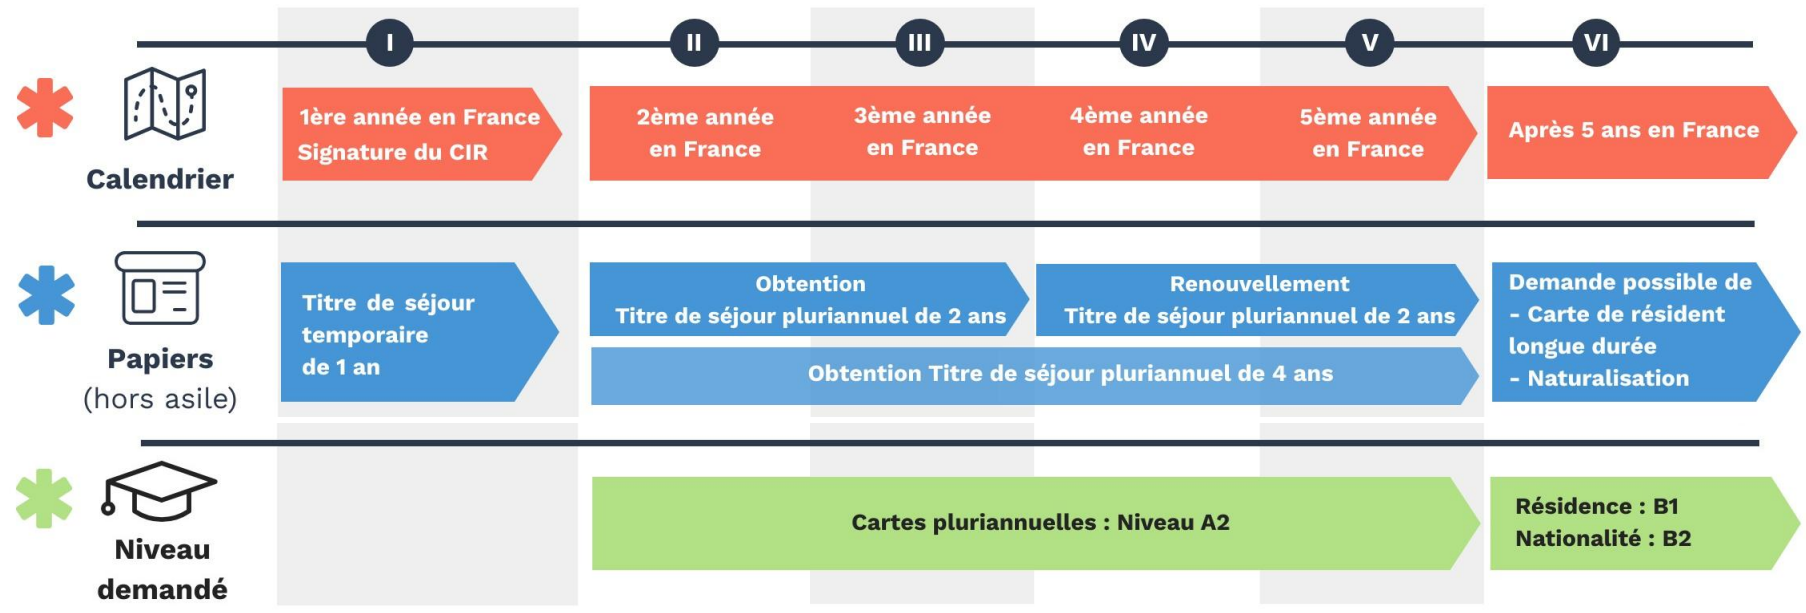 I
II
III
IV
V
VI
Calendrier
1ère année en France
Signature du CIR
2ème année
en France
3ème année
en France
4ème année
en France
5ème année
en France
Après 5 ans en France
Papiers
(hors asile)
Titre de séjour
temporaire
de 1 an
Obtention
Titre de séjour pluriannuel de 2 ans
Renouvellement
Titre de séjour pluriannuel de 2 ans
Obtention Titre de séjour pluriannuel de 4 ans
Demande possible de
- Carte de résident
longue durée
- Naturalisation
Niveau
demandé
Cartes pluriannuelles : Niveau A2
Résidence : B1
Nationalité : B2